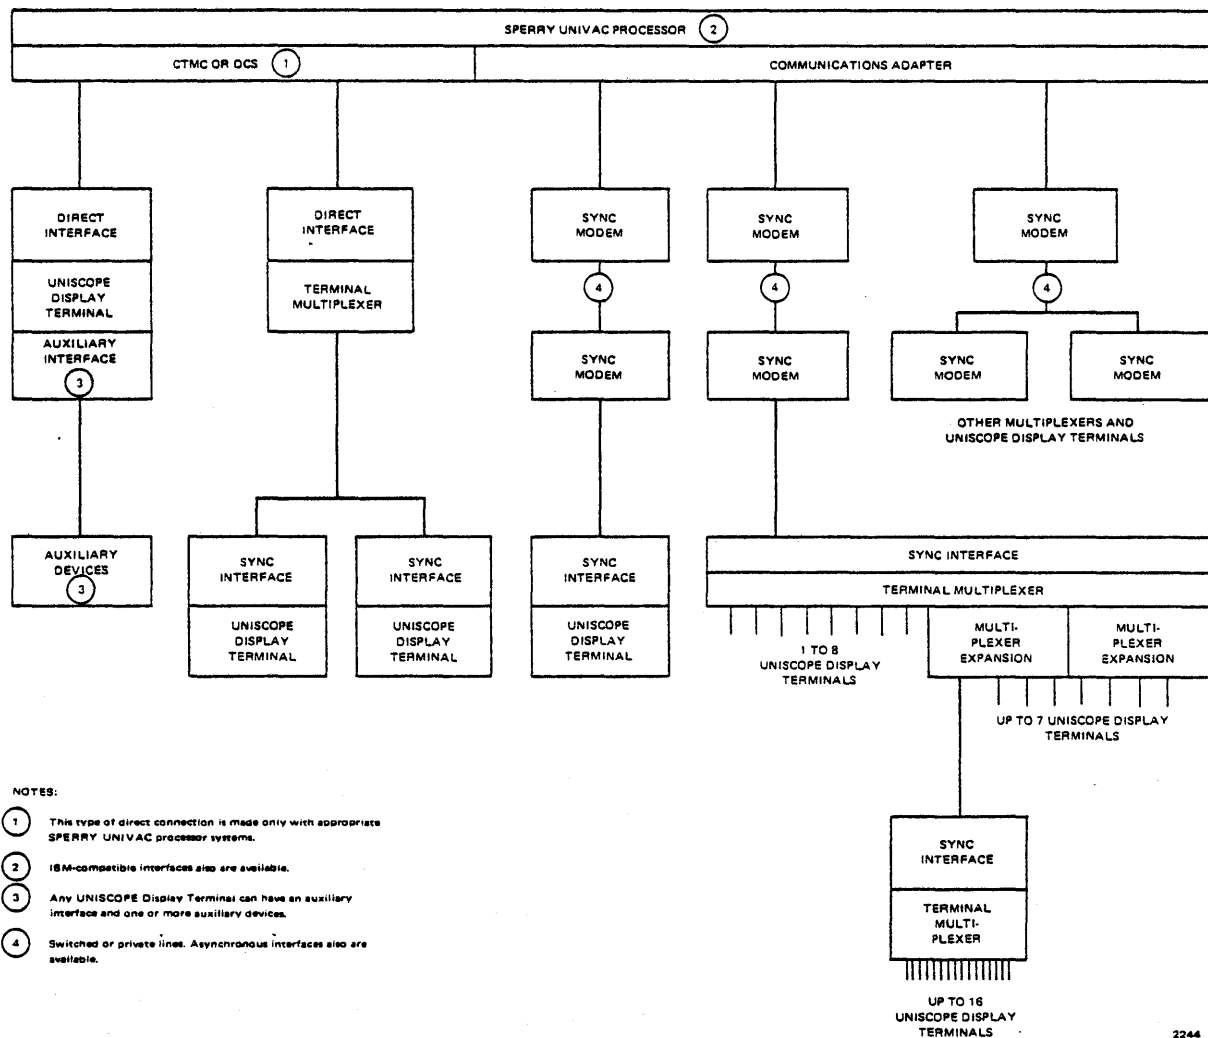 SPERRY UNIVAC PROCESSOR 2
CTMC OR DCS 1
COMMUNICATIONS ADAPTER
DIRECT
INTERFACE
UNISCOPE
DISPLAY
TERMINAL
AUXILIARY
INTERFACE
3
AUXILIARY
DEVICES
3
DIRECT
INTERFACE
TERMINAL
MULTIPLEXER
SYNC
INTERFACE
UNISCOPE
DISPLAY
TERMINAL
SYNC
INTERFACE
UNISCOPE
DISPLAY
TERMINAL
SYNC
MODEM
4
SYNC
MODEM
SYNC
INTERFACE
UNISCOPE
DISPLAY
TERMINAL
SYNC
MODEM
4
SYNC
MODEM
SYNC
MODEM
4
SYNC
MODEM
SYNC
MODEM
OTHER MULTIPLEXERS AND
UNISCOPE DISPLAY TERMINALS
SYNC INTERFACE
TERMINAL MULTIPLEXER
1 TO 8
UNISCOPE DISPLAY
TERMINALS
MULTI-
PLEXER
EXPANSION
MULTI-
PLEXER
EXPANSION
UP TO 7 UNISCOPE DISPLAY
TERMINALS
SYNC
INTERFACE
TERMINAL
MULTI-
PLEXER
UP TO 16
UNISCOPE DISPLAY
TERMINALS
NOTES:
1 This type of direct connection is made only with appropriate
SPERRY UNIVAC processor systems.
2 IBM-compatible interfaces also are available.
3 Any UNISCOPE Display Terminal can have an auxiliary
interface and one or more auxiliary devices.
4 Switched or private lines. Asynchronous interfaces also are
available.
2244